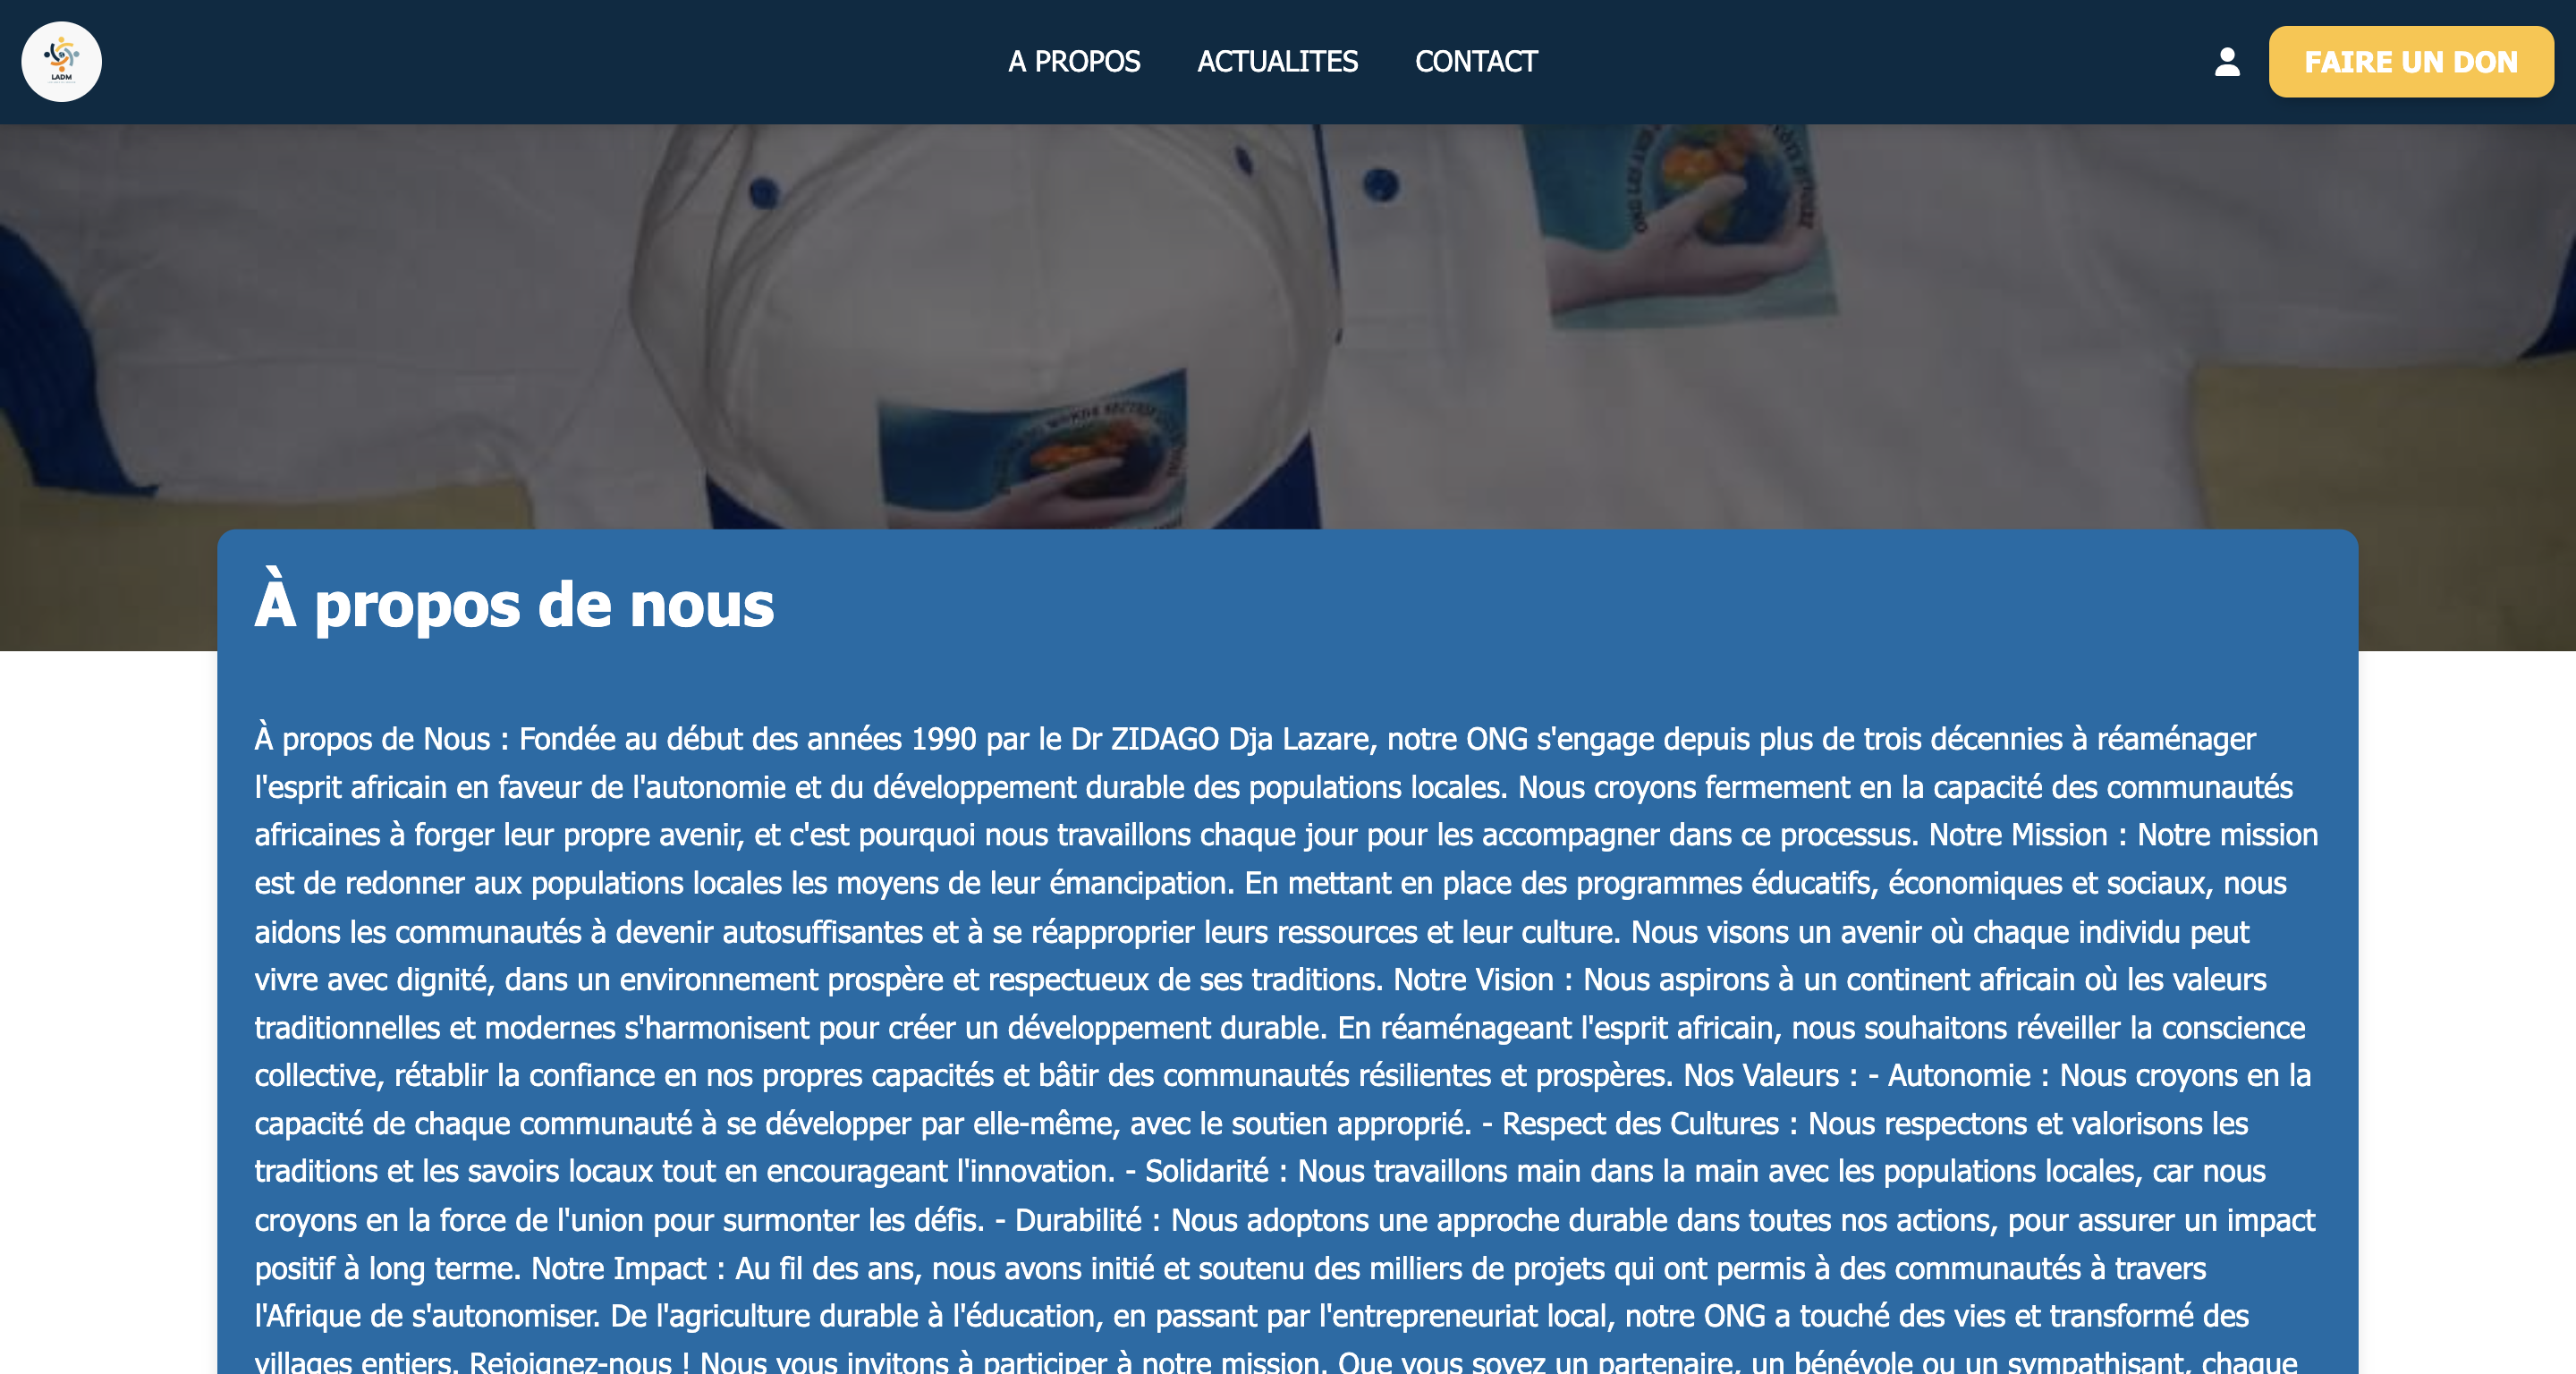 LADM
A PROPOS
ACTUALITES
CONTACT
FAIRE UN DON
À propos de nous
À propos de Nous : Fondée au début des années 1990 par le Dr ZIDAGO Dja Lazare, notre ONG s'engage depuis plus de trois décennies à réaménager
l'esprit africain en faveur de l'autonomie et du développement durable des populations locales. Nous croyons fermement en la capacité des communautés
africaines à forger leur propre avenir, et c'est pourquoi nous travaillons chaque jour pour les accompagner dans ce processus. Notre Mission : Notre mission
est de redonner aux populations locales les moyens de leur émancipation. En mettant en place des programmes éducatifs, économiques et sociaux, nous
aidons les communautés à devenir autosuffisantes et à se réapproprier leurs ressources et leur culture. Nous visons un avenir où chaque individu peut
vivre avec dignité, dans un environnement prospère et respectueux de ses traditions. Notre Vision : Nous aspirons à un continent africain où les valeurs
traditionnelles et modernes s'harmonisent pour créer un développement durable. En réaménageant l'esprit africain, nous souhaitons réveiller la conscience
collective, rétablir la confiance en nos propres capacités et bâtir des communautés résilientes et prospères. Nos Valeurs : - Autonomie : Nous croyons en la
capacité de chaque communauté à se développer par elle-même, avec le soutien approprié. - Respect des Cultures : Nous respectons et valorisons les
traditions et les savoirs locaux tout en encourageant l'innovation. - Solidarité : Nous travaillons main dans la main avec les populations locales, car nous
croyons en la force de l'union pour surmonter les défis. - Durabilité : Nous adoptons une approche durable dans toutes nos actions, pour assurer un impact
positif à long terme. Notre Impact : Au fil des ans, nous avons initié et soutenu des milliers de projets qui ont permis à des communautés à travers
l'Afrique de s'autonomiser. De l'agriculture durable à l'éducation, en passant par l'entrepreneuriat local, notre ONG a touché des vies et transformé des
villages entiers. Rejoignez-nous ! Nous vous invitons à participer à notre mission. Que vous soyez un partenaire, un bénévole ou un sympathisant, chaque